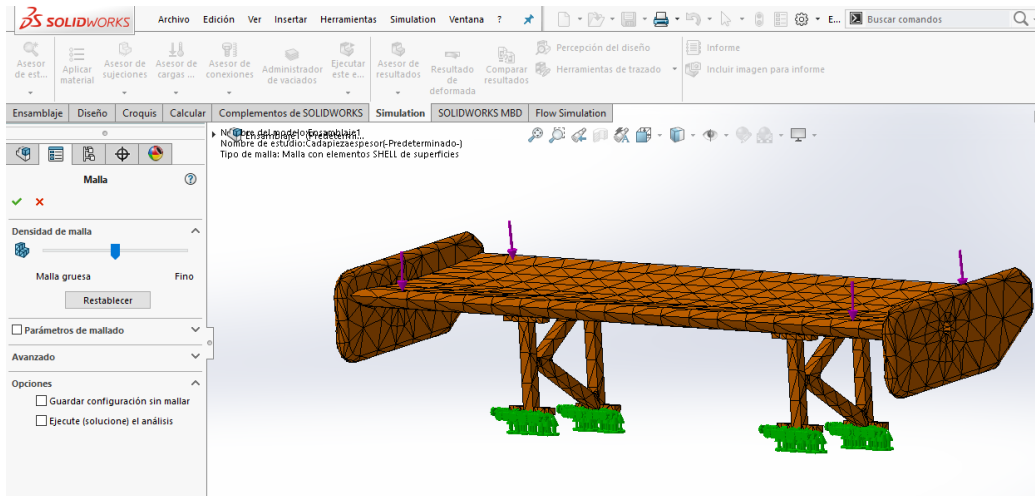 SOLIDWORKS
Archivo Edición Ver Insertar Herramientas Simulation Ventana ?
E...
Buscar comandos
Asesor de est...
Aplicar material
Asesor de sujeciones
Asesor de cargas ...
Asesor de conexiones
Administrador de vaciados
Ejecutar este e...
Asesor de resultados
Resultado de deformada
Comparar resultados
Percepción del diseño
Herramientas de trazado
Informe
Incluir imagen para informe
Ensamblaje Diseño Croquis Calcular Complementos de SOLIDWORKS Simulation SOLIDWORKS MBD Flow Simulation
Nombre del modelo:Ensamblaje1
Nombre de estudio:Cadapiezaespesor(-Predeterminado-)
Tipo de malla: Malla con elementos SHELL de superficies
Malla
Densidad de malla
Malla gruesa Fino
Restablecer
Parámetros de mallado
Avanzado
Opciones
Guardar configuración sin mallar
Ejecute (solucione) el análisis